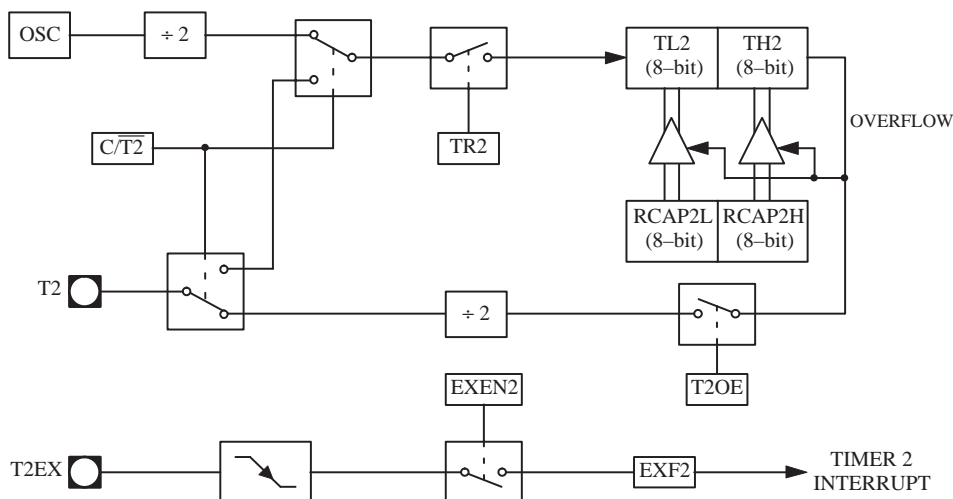 OSC
÷ 2
TL2
(8–bit)
TH2
(8–bit)
OVERFLOW
C/T2̅
TR2
RCAP2L
(8–bit)
RCAP2H
(8–bit)
T2
÷ 2
T2OE
EXEN2
T2EX
EXF2
TIMER 2
INTERRUPT